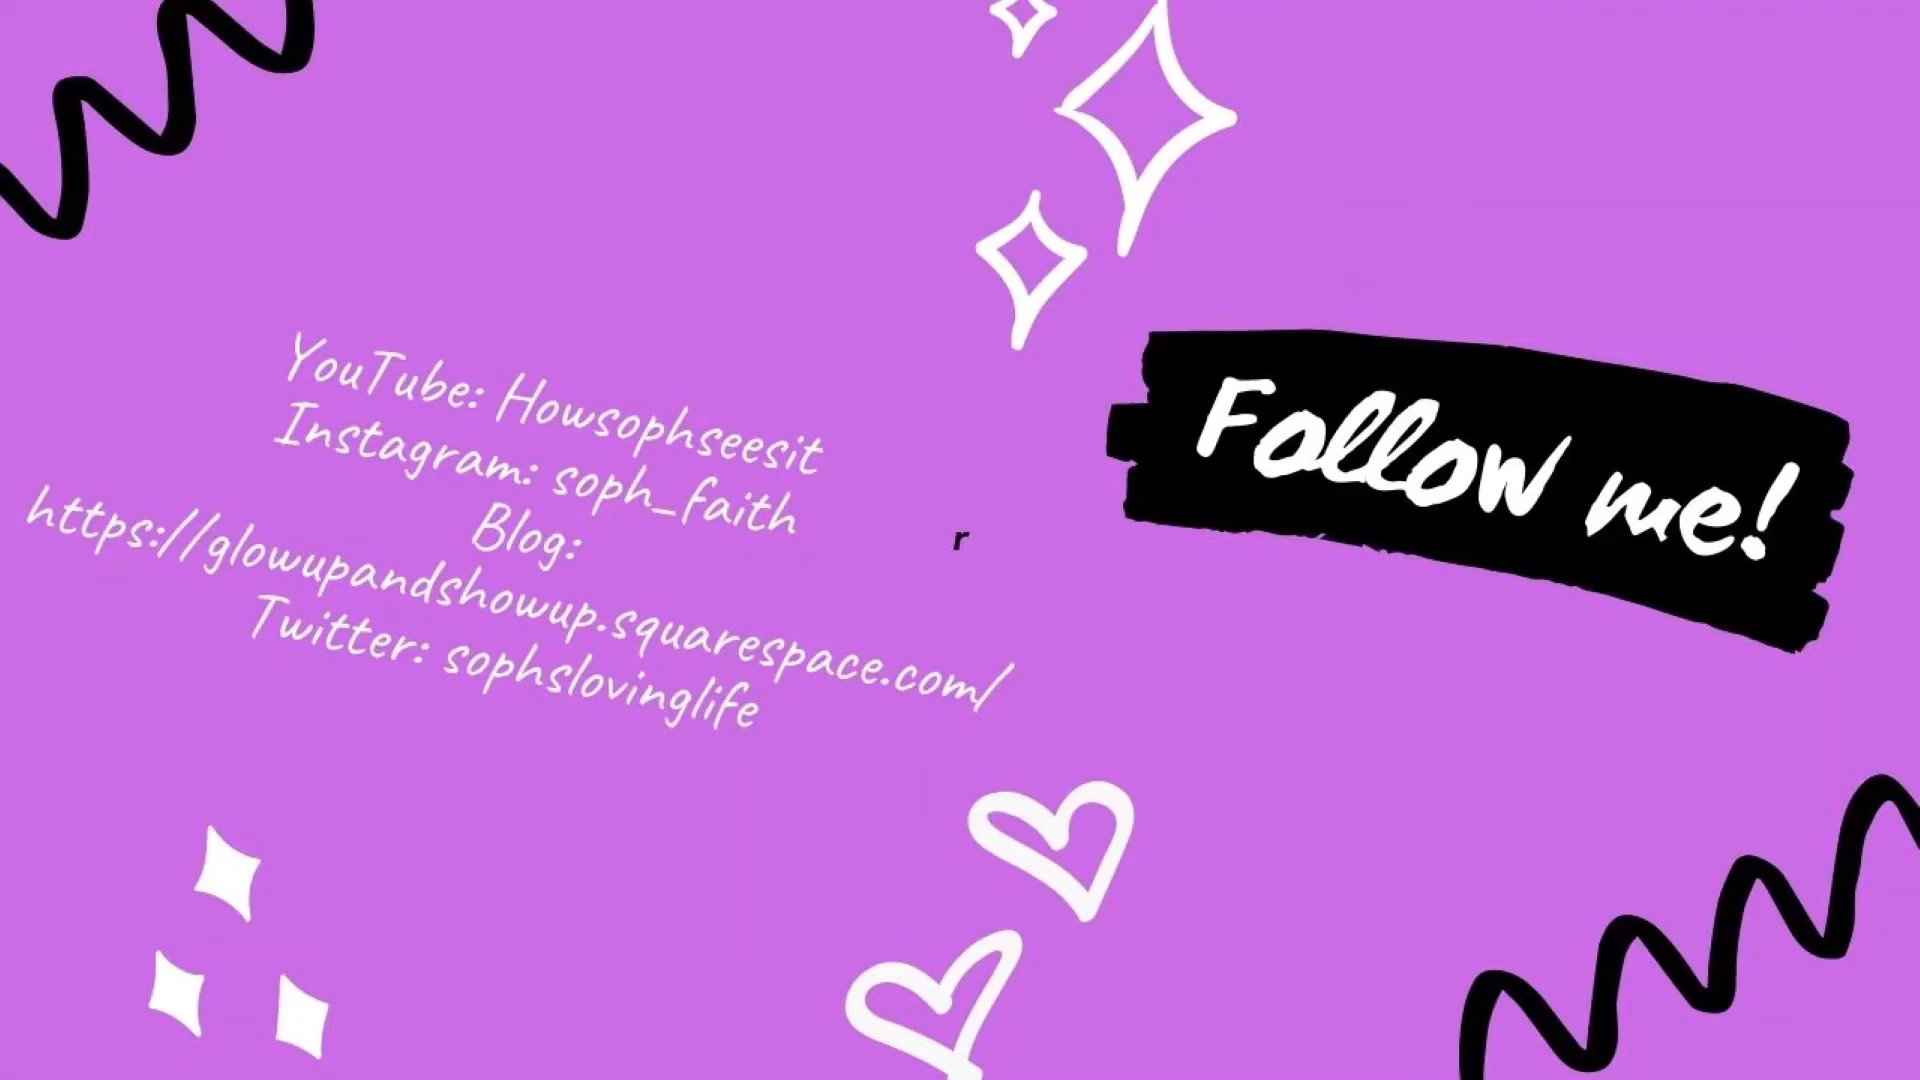 YouTube: Howsophseesit
Instagram: soph_faith
Blog:
https://glowupandshowup.squarespace.com/
Twitter: sophslovinglife
r
Follow me!